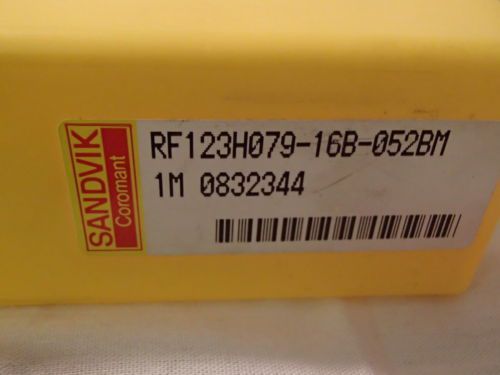 SANDVIK
Coromant
RF123H079-16B-052BM
1M 0832344